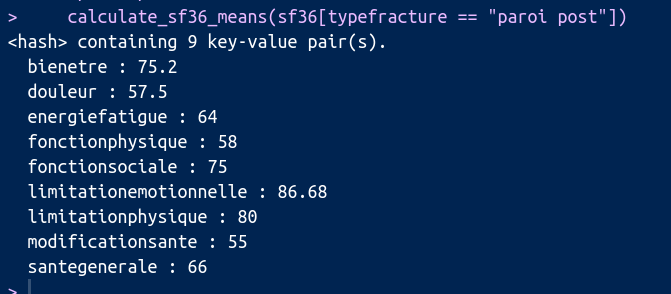 >     calculate_sf36_means(sf36[typefracture == "paroi post"])
<hash> containing 9 key-value pair(s).
  bienetre : 75.2
  douleur : 57.5
  energiefatigue : 64
  fonctionphysique : 58
  fonctionsociale : 75
  limitationemotionnelle : 86.68
  limitationphysique : 80
  modificationsante : 55
  santegenerale : 66
>